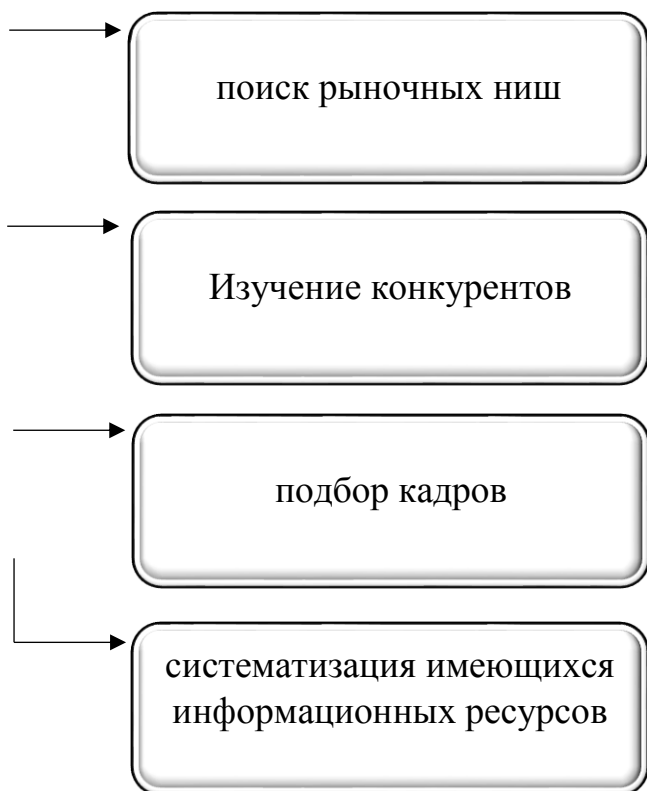 поиск рыночных ниш
Изучение конкурентов
подбор кадров
систематизация имеющихся
информационных ресурсов